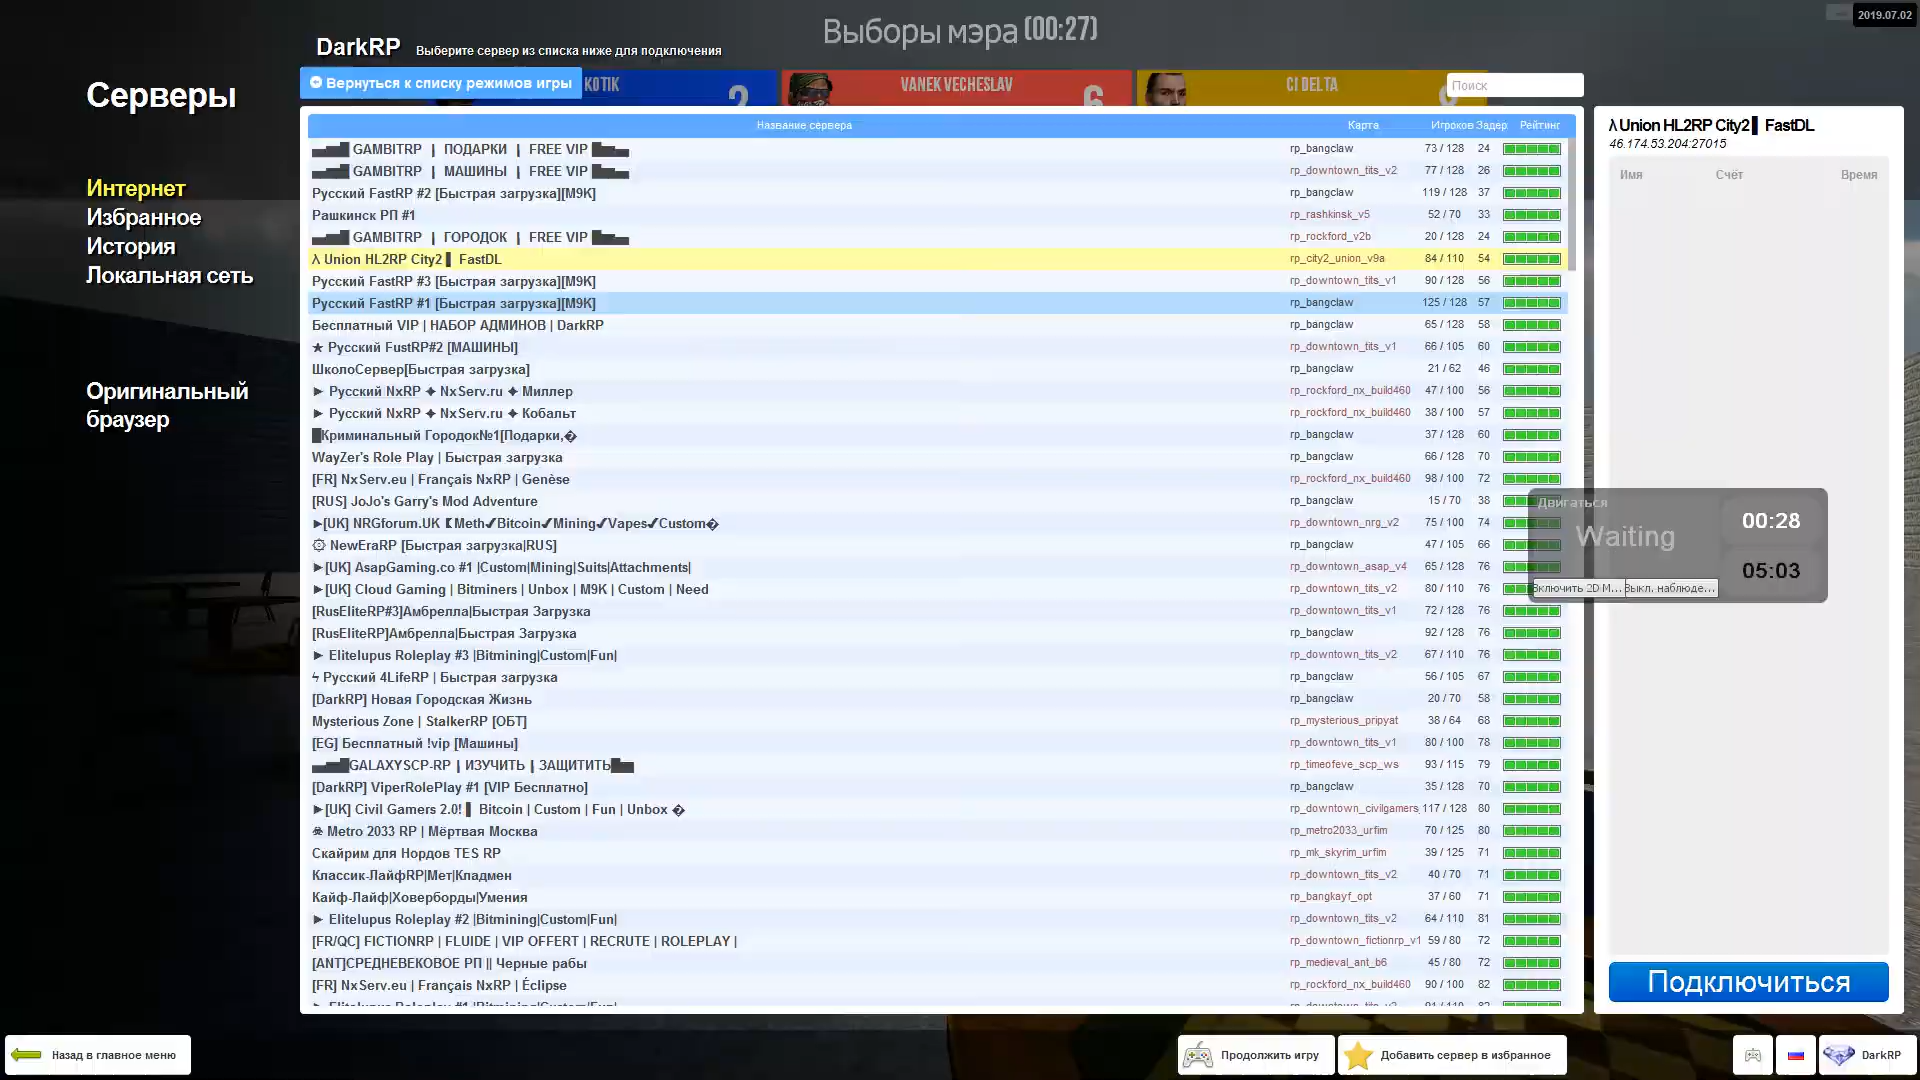 Выборы мэра (00:27)
2019.07.02
DarkRP Выберите сервер из списка ниже для подключения
Вернуться к списку режимов игры
KOTIK 2
VANEK VECHESLAV 6
CI DELTA
Поиск
Серверы
Интернет
Избранное
История
Локальная сеть
Оригинальный
браузер
Название сервера Карта Игроков Задер Рейтинг
GAMBITRP | ПОДАРКИ | FREE VIP rp_bangclaw 73 / 128 24
GAMBITRP | МАШИНЫ | FREE VIP rp_downtown_tits_v2 77 / 128 26
Русский FastRP #2 [Быстрая загрузка][M9K] rp_bangclaw 119 / 128 37
Рашкинск РП #1 rp_rashkinsk_v5 52 / 70 33
GAMBITRP | ГОРОДОК | FREE VIP rp_rockford_v2b 20 / 128 24
λ Union HL2RP City2 ▌ FastDL rp_city2_union_v9a 84 / 110 54
Русский FastRP #3 [Быстрая загрузка][M9K] rp_downtown_tits_v1 90 / 128 56
Русский FastRP #1 [Быстрая загрузка][M9K] rp_bangclaw 125 / 128 57
Бесплатный VIP | НАБОР АДМИНОВ | DarkRP rp_bangclaw 65 / 128 58
★ Русский FustRP#2 [МАШИНЫ] rp_downtown_tits_v1 66 / 105 60
ШколоСервер[Быстрая загрузка] rp_bangclaw 21 / 62 46
► Русский NxRP ✦ NxServ.ru ✦ Миллер rp_rockford_nx_build460 47 / 100 56
► Русский NxRP ✦ NxServ.ru ✦ Кобальт rp_rockford_nx_build460 38 / 100 57
█Криминальный Городок№1[Подарки,� rp_bangclaw 37 / 128 60
WayZer's Role Play | Быстрая загрузка rp_bangclaw 66 / 128 70
[FR] NxServ.eu | Français NxRP | Genèse rp_rockford_nx_build460 98 / 100 72
[RUS] JoJo's Garry's Mod Adventure rp_bangclaw 15 / 70 38
►[UK] NRGforum.UK 【Meth✔Bitcoin✔Mining✔Vapes✔Custom� rp_downtown_nrg_v2 75 / 100 74
۞ NewEraRP [Быстрая загрузка|RUS] rp_bangclaw 47 / 105 66
►[UK] AsapGaming.co #1 |Custom|Mining|Suits|Attachments| rp_downtown_asap_v4 65 / 128 76
►[UK] Cloud Gaming | Bitminers | Unbox | M9K | Custom | Need rp_downtown_tits_v2 80 / 110 76
[RusEliteRP#3]Амбрелла|Быстрая Загрузка rp_downtown_tits_v1 72 / 128 76
[RusEliteRP]Амбрелла|Быстрая Загрузка rp_bangclaw 92 / 128 76
► Elitelupus Roleplay #3 |Bitmining|Custom|Fun| rp_downtown_tits_v2 67 / 110 76
ϟ Русский 4LifeRP | Быстрая загрузка rp_bangclaw 56 / 105 67
[DarkRP] Новая Городская Жизнь rp_bangclaw 20 / 70 58
Mysterious Zone | StalkerRP [ОБТ] rp_mysterious_pripyat 38 / 64 68
[EG] Бесплатный !vip [Машины] rp_downtown_tits_v1 80 / 100 78
GALAXYSCP-RP | ИЗУЧИТЬ | ЗАЩИТИТЬ rp_timeofeve_scp_ws 93 / 115 79
[DarkRP] ViperRolePlay #1 [VIP Бесплатно] rp_bangclaw 35 / 128 70
►[UK] Civil Gamers 2.0! ▌ Bitcoin | Custom | Fun | Unbox � rp_downtown_civilgamers_ 117 / 128 80
☠ Metro 2033 RP | Мёртвая Москва rp_metro2033_urfim 70 / 125 80
Скайрим для Нордов TES RP rp_mk_skyrim_urfim 39 / 125 71
Классик-ЛайфRP|Мет|Кладмен rp_downtown_tits_v2 40 / 70 71
Кайф-Лайф|Ховерборды|Умения rp_bangkayf_opt 37 / 60 71
► Elitelupus Roleplay #2 |Bitmining|Custom|Fun| rp_downtown_tits_v2 64 / 110 81
[FR/QC] FICTIONRP | FLUIDE | VIP OFFERT | RECRUTE | ROLEPLAY | rp_downtown_fictionrp_v1 59 / 80 72
[ANT]СРЕДНЕВЕКОВОЕ РП || Черные рабы rp_medieval_ant_b6 45 / 80 72
[FR] NxServ.eu | Français NxRP | Éclipse rp_rockford_nx_build460 90 / 100 82
► Elitelupus Roleplay #1 |Bitmining|Custom|Fun| rp_downtown_tits_v2 91 / 110 82
λ Union HL2RP City2 ▌ FastDL
46.174.53.204:27015
Имя Счёт Время
Двигаться
Waiting
00:28
05:03
Включить 2D М... Выкл. наблюде...
Подключиться
Назад в главное меню
Продолжить игру
Добавить сервер в избранное
DarkRP